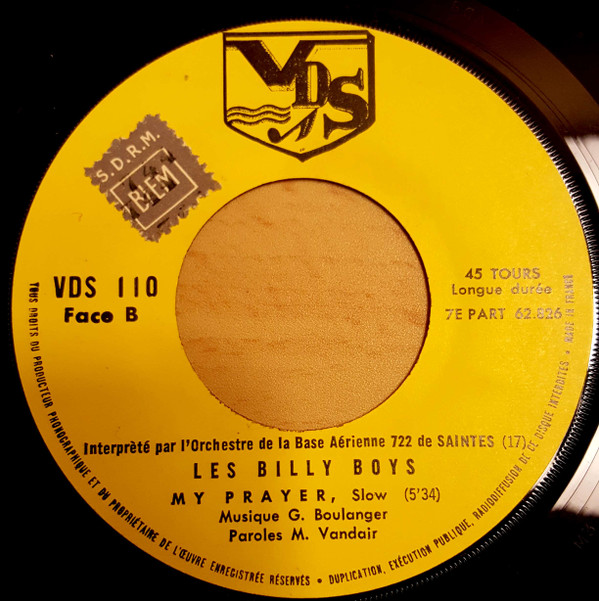 VDS
S.D.R.M.
BIEM
VDS 110
Face B
45 TOURS
Longue durée
7E PART 62.826
Interprèté par l'Orchestre de la Base Aérienne 722 de SAINTES (17)
LES BILLY BOYS
MY PRAYER, Slow (5'34)
Musique G. Boulanger
Paroles M. Vandair
TOUS DROITS DU PRODUCTEUR PHONOGRAPHIQUE ET DU PROPRIÉTAIRE DE L'ŒUVRE ENREGISTRÉE RÉSERVÉS • DUPLICATION, EXÉCUTION PUBLIQUE, RADIODIFFUSION DE CE DISQUE INTERDITES • MADE IN FRANCE